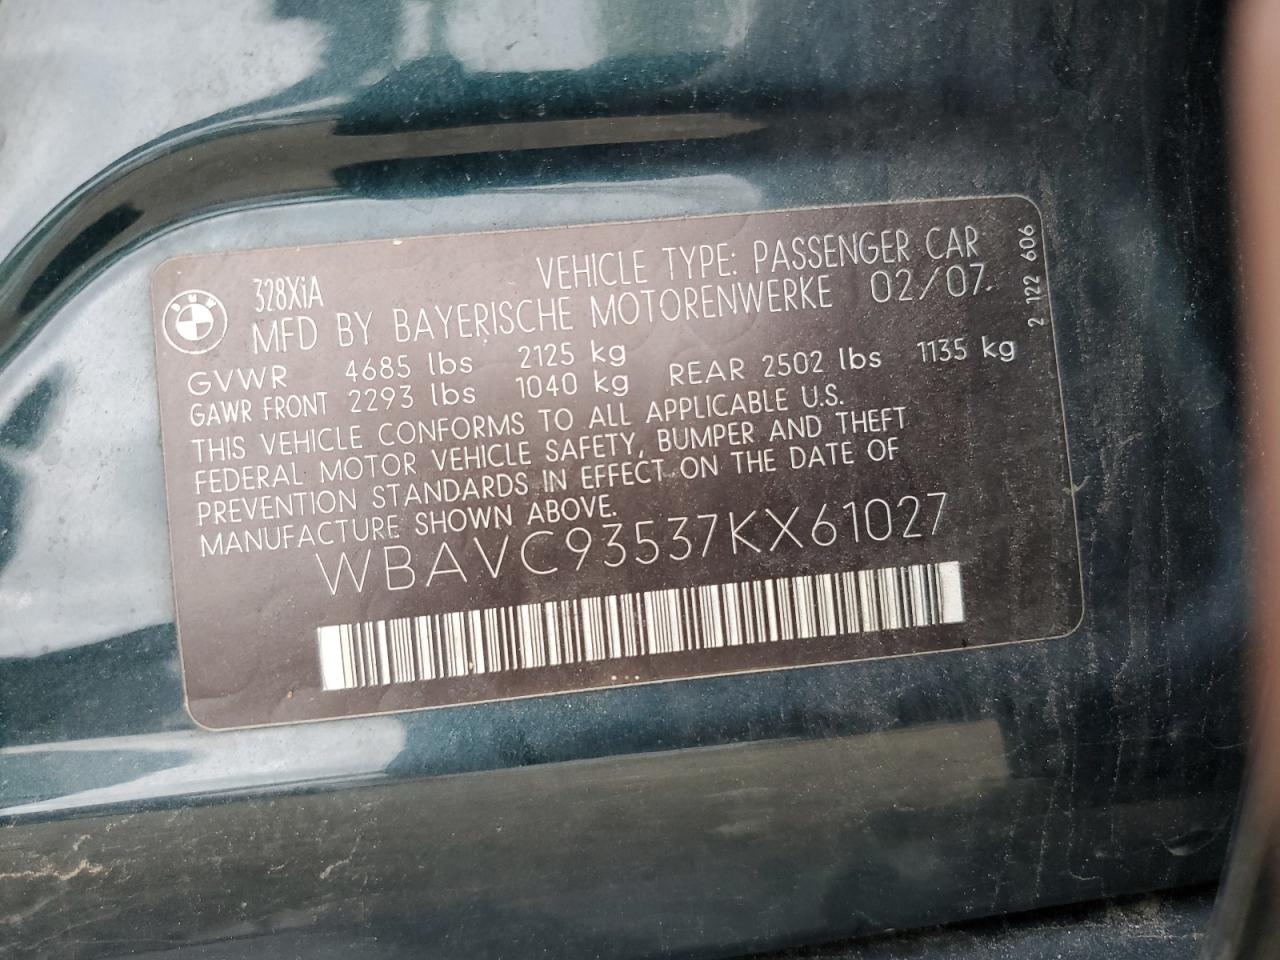 328XiA VEHICLE TYPE: PASSENGER CAR
MFD BY BAYERISCHE MOTORENWERKE 02/07
GVWR 4685 lbs 2125 kg
GAWR FRONT 2293 lbs 1040 kg REAR 2502 lbs 1135 kg
THIS VEHICLE CONFORMS TO ALL APPLICABLE U.S.
FEDERAL MOTOR VEHICLE SAFETY, BUMPER AND THEFT
PREVENTION STANDARDS IN EFFECT ON THE DATE OF
MANUFACTURE SHOWN ABOVE.
WBAVC93537KX61027
2 122 606
BMW